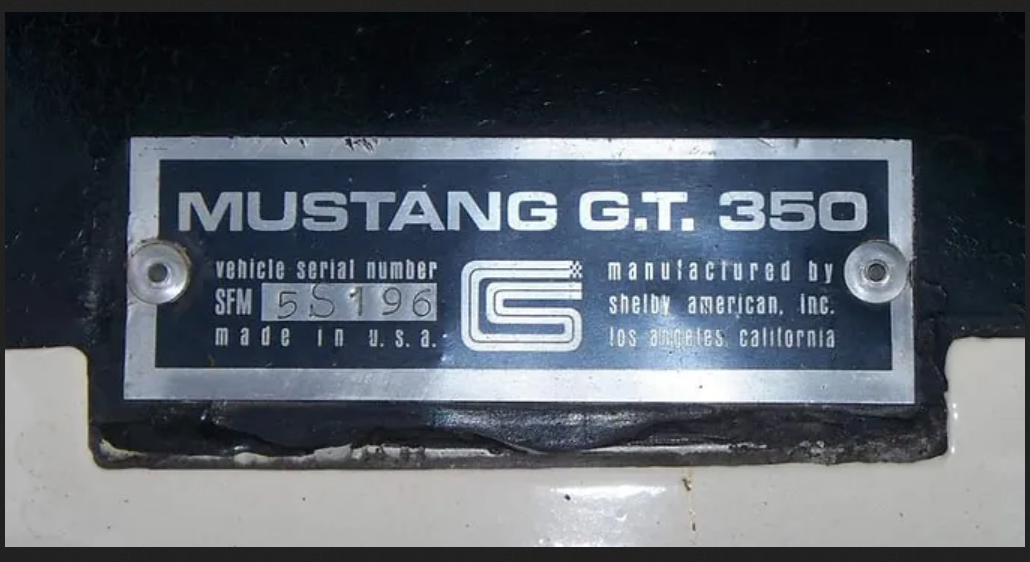 MUSTANG G.T. 350
vehicle serial number
SFM 5S196
made in u.s.a.
manufactured by
shelby american, inc.
los angeles, california